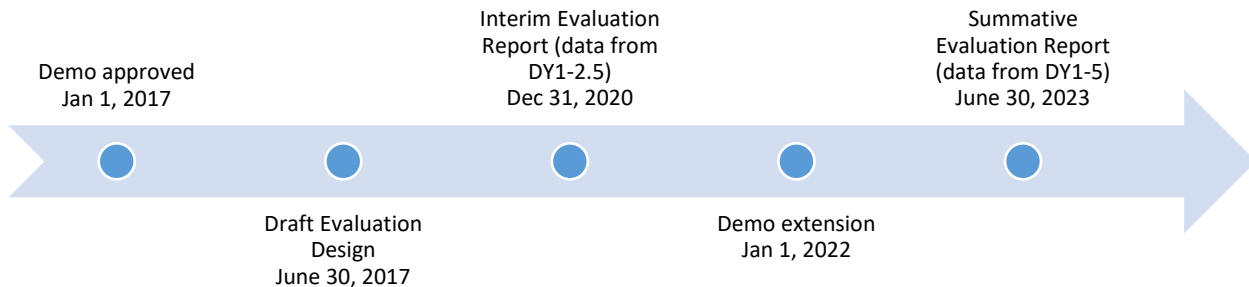 Demo approved
Jan 1, 2017
Draft Evaluation
Design
June 30, 2017
Interim Evaluation
Report (data from
DY1-2.5)
Dec 31, 2020
Demo extension
Jan 1, 2022
Summative
Evaluation Report
(data from DY1-5)
June 30, 2023